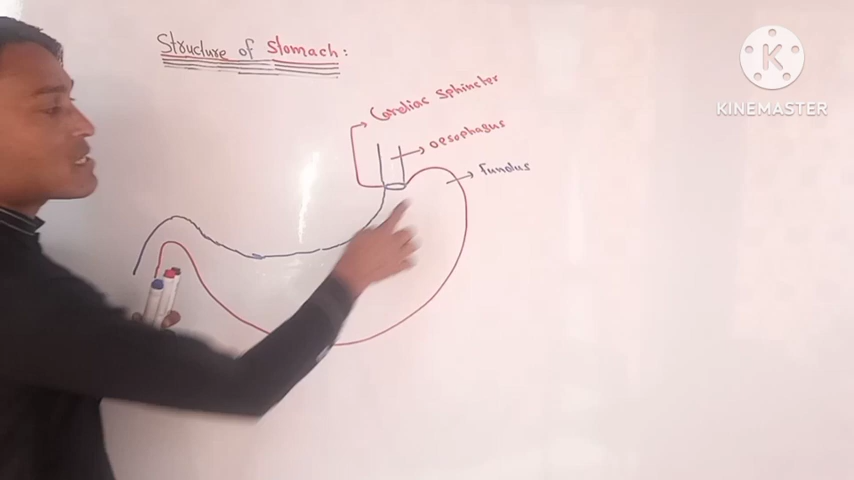 Structure of Stomach:
K
KINEMASTER
Cardiac Sphincter
Oesophagus
Fundus